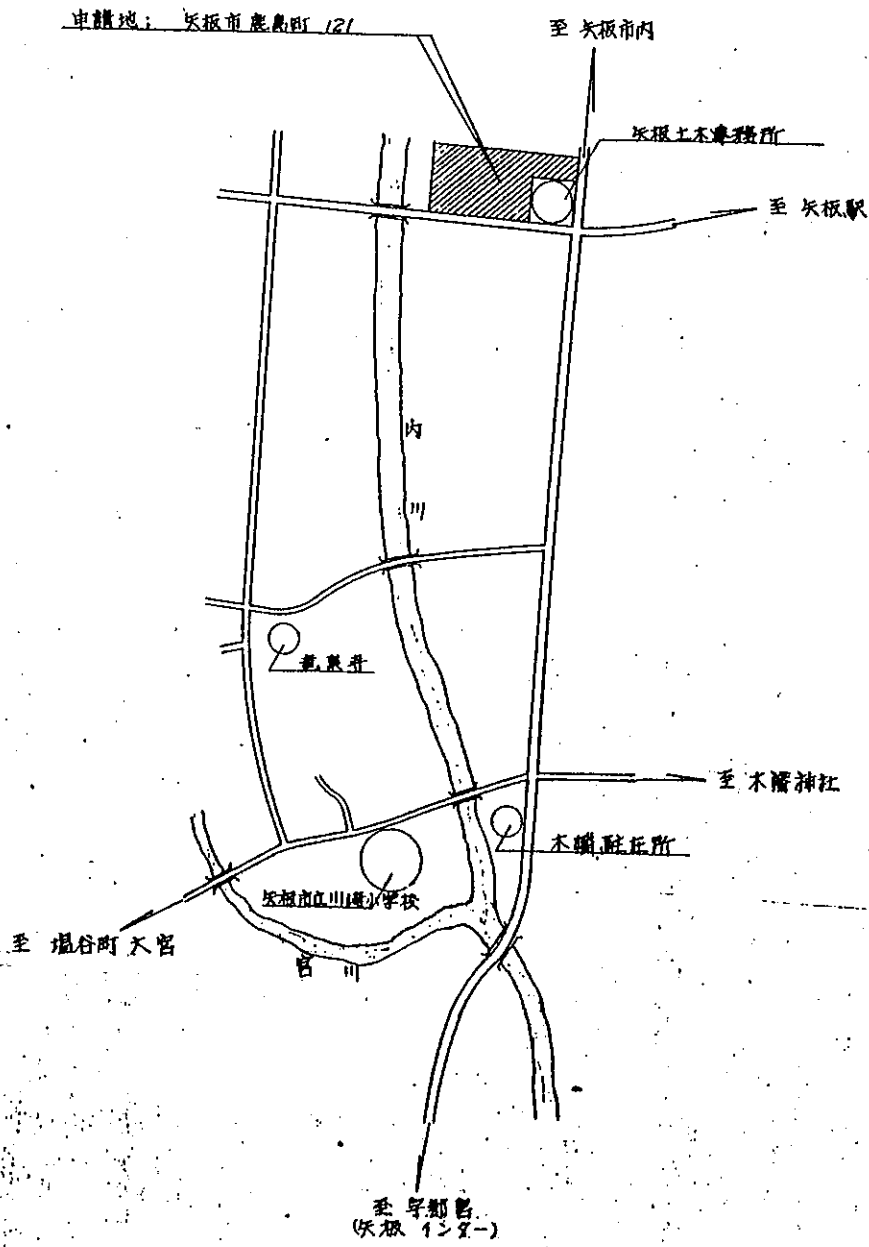 申請地: 矢板市鹿島町 121
至 矢板市内
矢板土木事務所
至 矢板駅
内
川
至 木幡神社
木幡駐在所
矢板市立川崎小学校
至 塩谷町 大宮
宮 川
至 宇都宮
(矢板 インター)